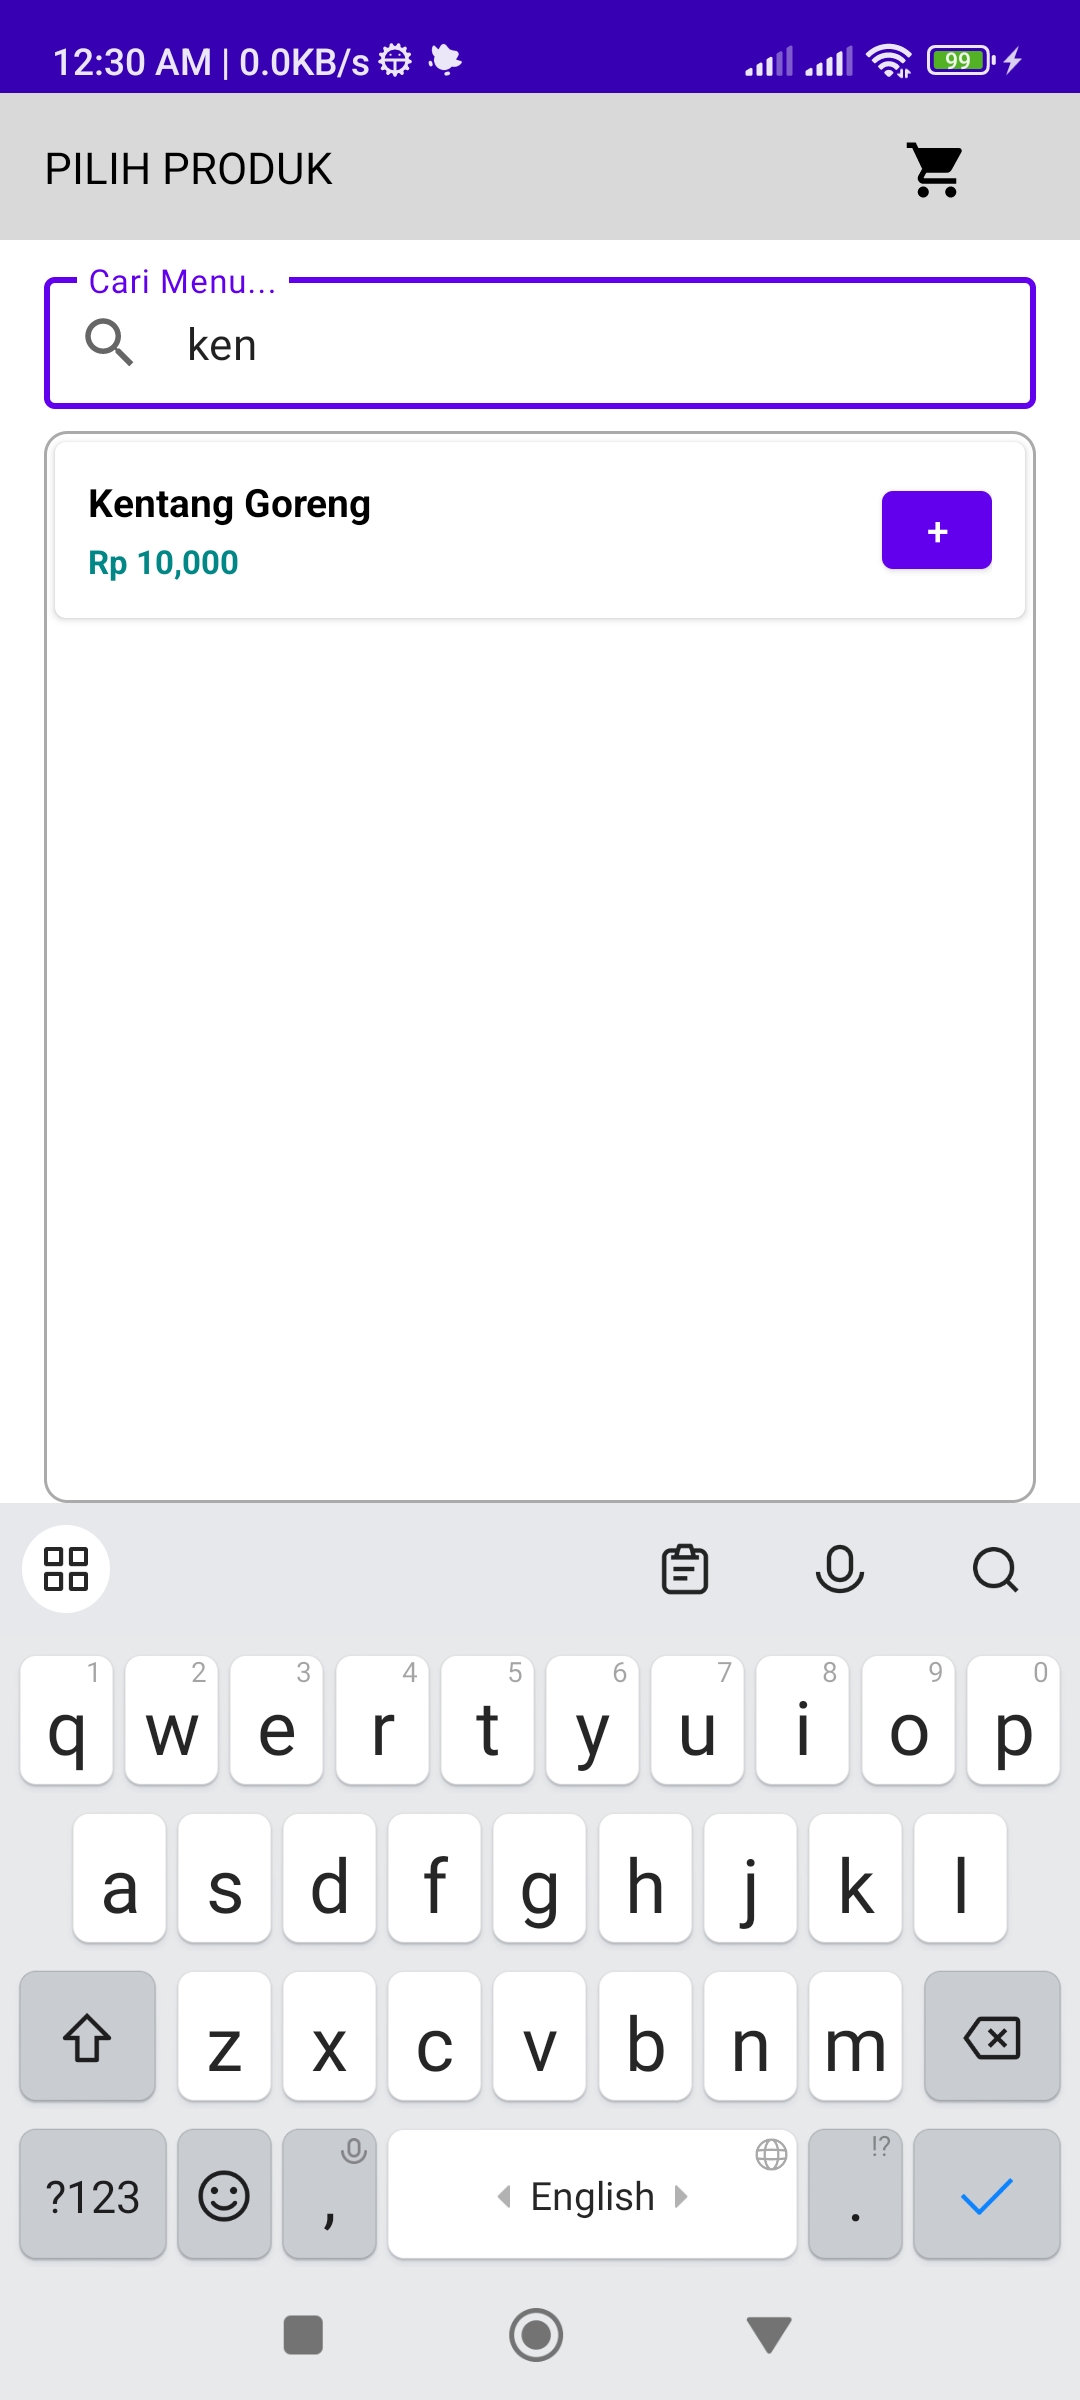 12:30 AM | 0.0KB/s 99
PILIH PRODUK
Cari Menu...
ken
Kentang Goreng
Rp 10,000
+
1 2 3 4 5 6 7 8 9 0
q w e r t y u i o p
a s d f g h j k l
z x c v b n m
!?
?123 , English .